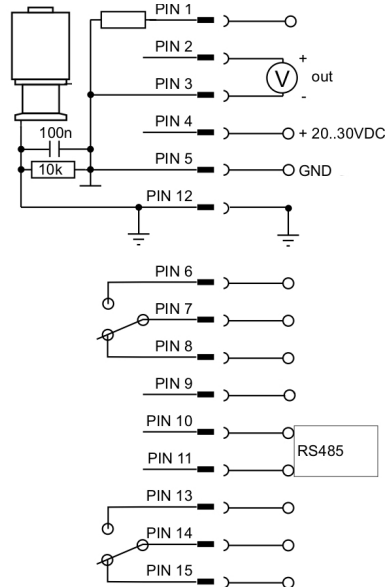 PIN 1
PIN 2
+
V
out
PIN 3
-
PIN 4
+ 20..30VDC
100n
PIN 5
10k
GND
PIN 12
PIN 6
PIN 7
PIN 8
PIN 9
PIN 10
RS485
PIN 11
PIN 13
PIN 14
PIN 15